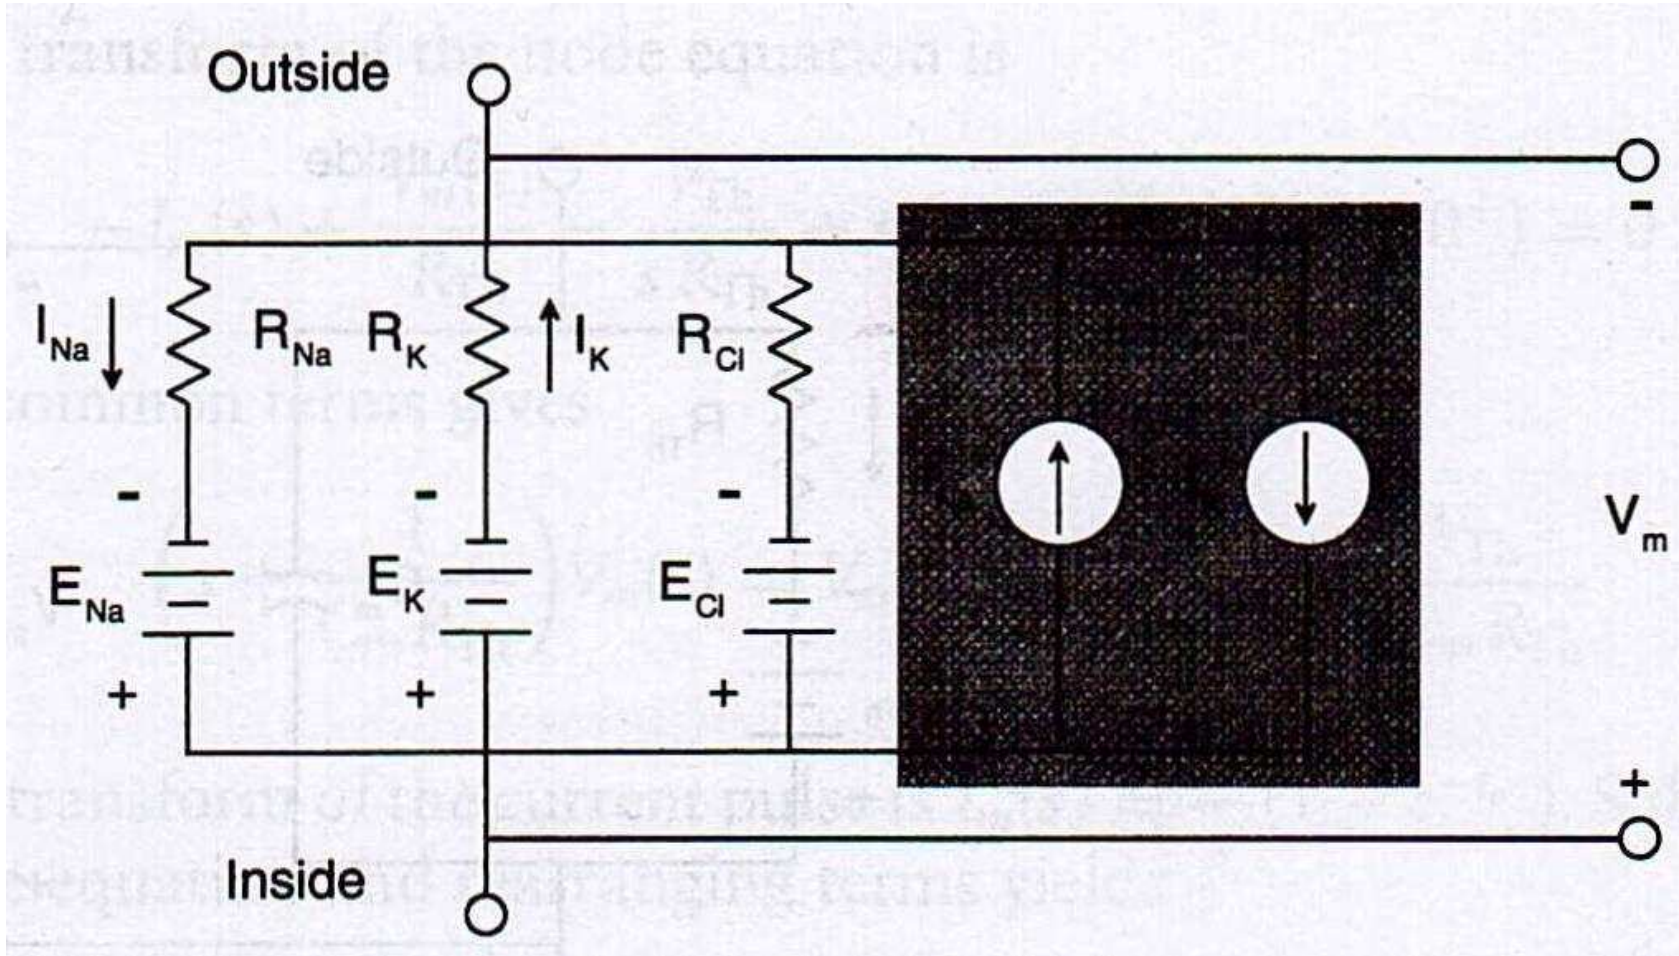 Outside
-
I_Na
R_Na
R_K
I_K
R_Cl
-
-
-
V_m
E_Na
E_K
E_Cl
+
+
+
+
Inside